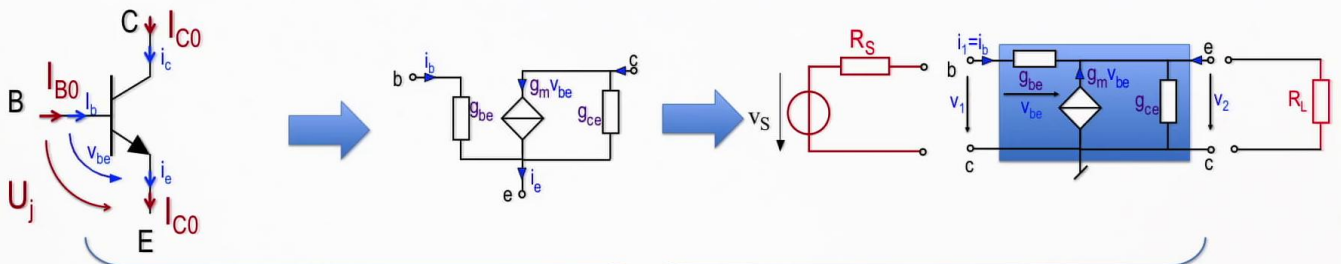 C I_C0
i_c
I_B0
B I_b
v_be
U_j
i_e
I_C0
E
b i_b c
g_be g_m v_be g_ce
i_e
e
R_S
v_S
i_1=i_b e
b g_be g_m v_be
v_1 v_be g_ce v_2 R_L
c c